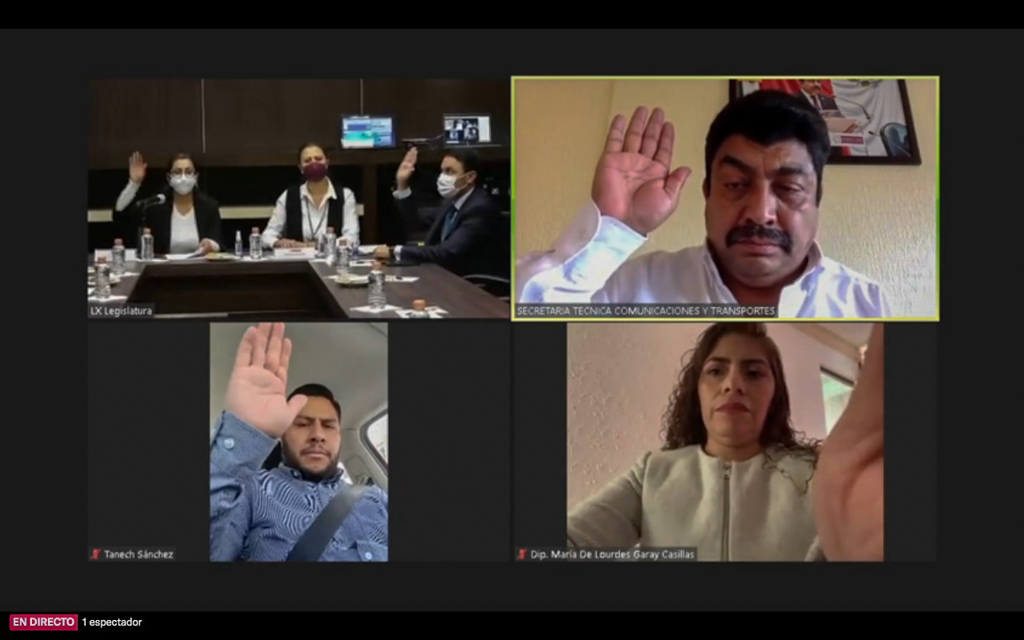 LX Legislatura
SECRETARIA TECNICA COMUNICACIONES Y TRANSPORTES
Tanech Sánchez
Dip. María De Lourdes Garay Casillas
EN DIRECTO 1 espectador